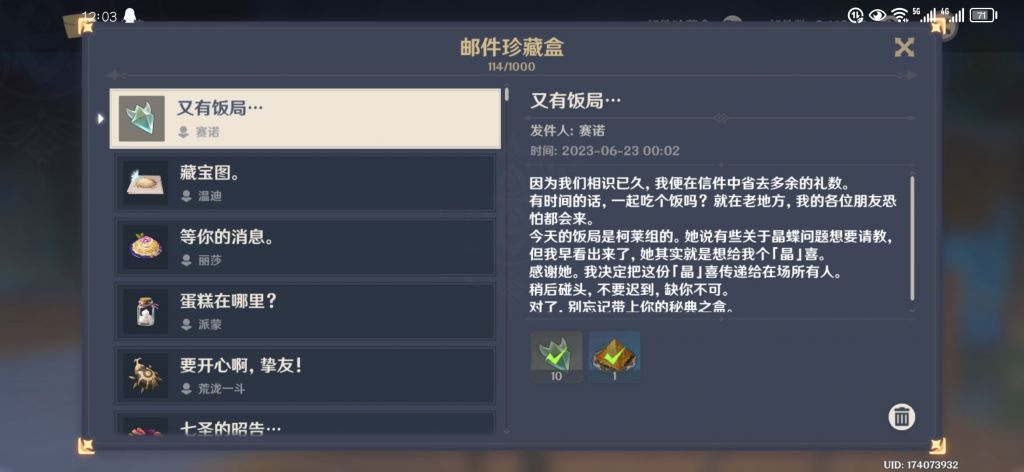 12:03
5G
4G
71
邮件珍藏盒
114/1000
又有饭局…
赛诺
藏宝图。
温迪
等你的消息。
丽莎
蛋糕在哪里？
派蒙
要开心啊，挚友！
荒泷一斗
七圣的昭告…
又有饭局…
发件人：赛诺
时间：2023-06-23 00:02
因为我们相识已久，我便在信件中省去多余的礼数。
有时间的话，一起吃个饭吗？就在老地方，我的各位朋友恐
怕都会来。
今天的饭局是柯莱组的。她说有些关于晶蝶问题想要请教，
但我早看出来了，她其实就是想给我个「晶」喜。
感谢她。我决定把这份「晶」喜传递给在场所有人。
稍后碰头，不要迟到，缺你不可。
对了，别忘记带上你的秘典之盒。
10
1
UID: 174073932